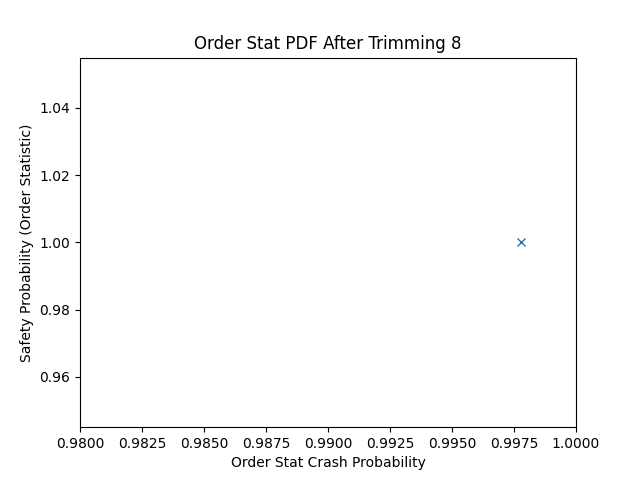 Order Stat PDF After Trimming 8
Safety Probability (Order Statistic)
1.04
1.02
1.00
0.98
0.96
0.9800 0.9825 0.9850 0.9875 0.9900 0.9925 0.9950 0.9975 1.0000
Order Stat Crash Probability